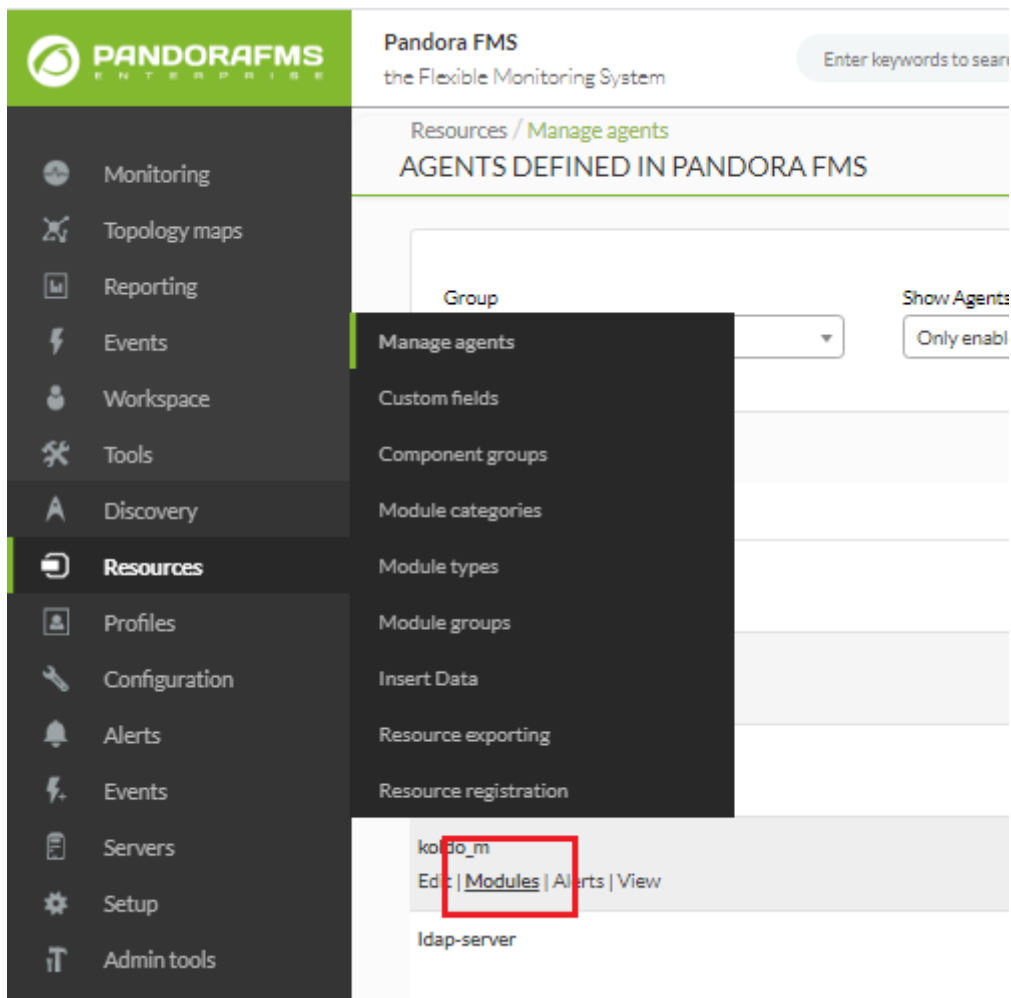 PANDORAFMS
ENTERPRISE
Pandora FMS
the Flexible Monitoring System
Enter keywords to sear
Resources / Manage agents
AGENTS DEFINED IN PANDORA FMS
Monitoring
Topology maps
Reporting
Events
Workspace
Tools
Discovery
Resources
Profiles
Configuration
Alerts
Events
Servers
Setup
Admin tools
Group
Show Agents
Only enabl
Manage agents
Custom fields
Component groups
Module categories
Module types
Module groups
Insert Data
Resource exporting
Resource registration
koldo_m
Edit | Modules | Alerts | View
ldap-server